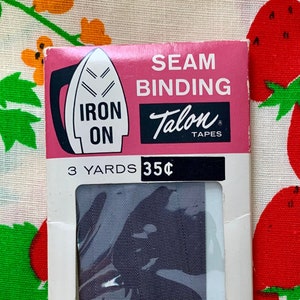 SEAM
BINDING
IRON
ON
Talon®
TAPES
3 YARDS 35¢